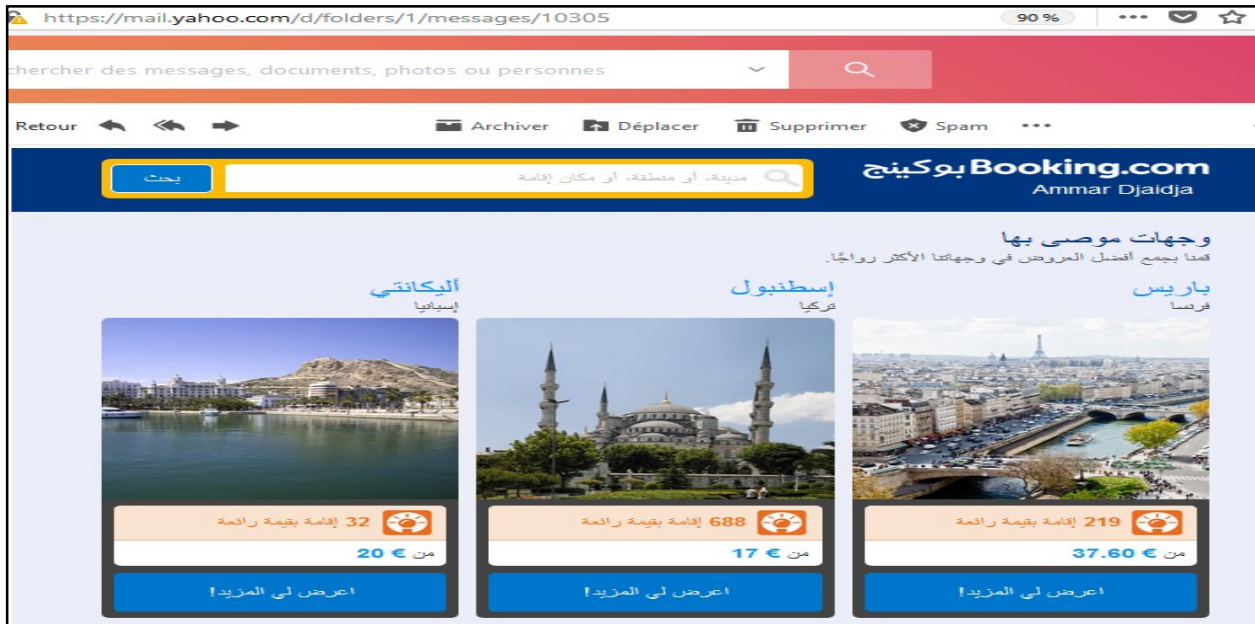 https://mail.yahoo.com/d/folders/1/messages/10305
90 %
chercher des messages, documents, photos ou personnes
Retour
Archiver
Déplacer
Supprimer
Spam
Booking.com بوكينج
Ammar Djaidja
مدينة، أو منطقة، أو مكان إقامة
بحث
وجهات موصى بها
قمنا بجمع أفضل العروض في وجهاتنا الأكثر رواجًا.
باريس
فرنسا
219 إقامة بقيمة رائعة
من € 37.60
اعرض لي المزيد!
إسطنبول
تركيا
688 إقامة بقيمة رائعة
من € 17
اعرض لي المزيد!
أليكانتي
إسبانيا
32 إقامة بقيمة رائعة
من € 20
اعرض لي المزيد!